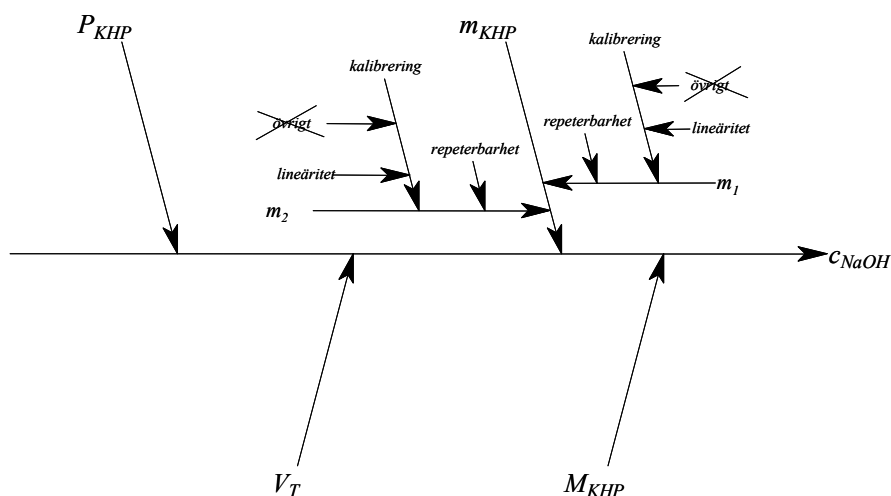 P_KHP
m_KHP
kalibrering
kalibrering
övrigt
övrigt
repeterbarhet
lineäritet
repeterbarhet
lineäritet
m_1
m_2
c_NaOH
V_T
M_KHP